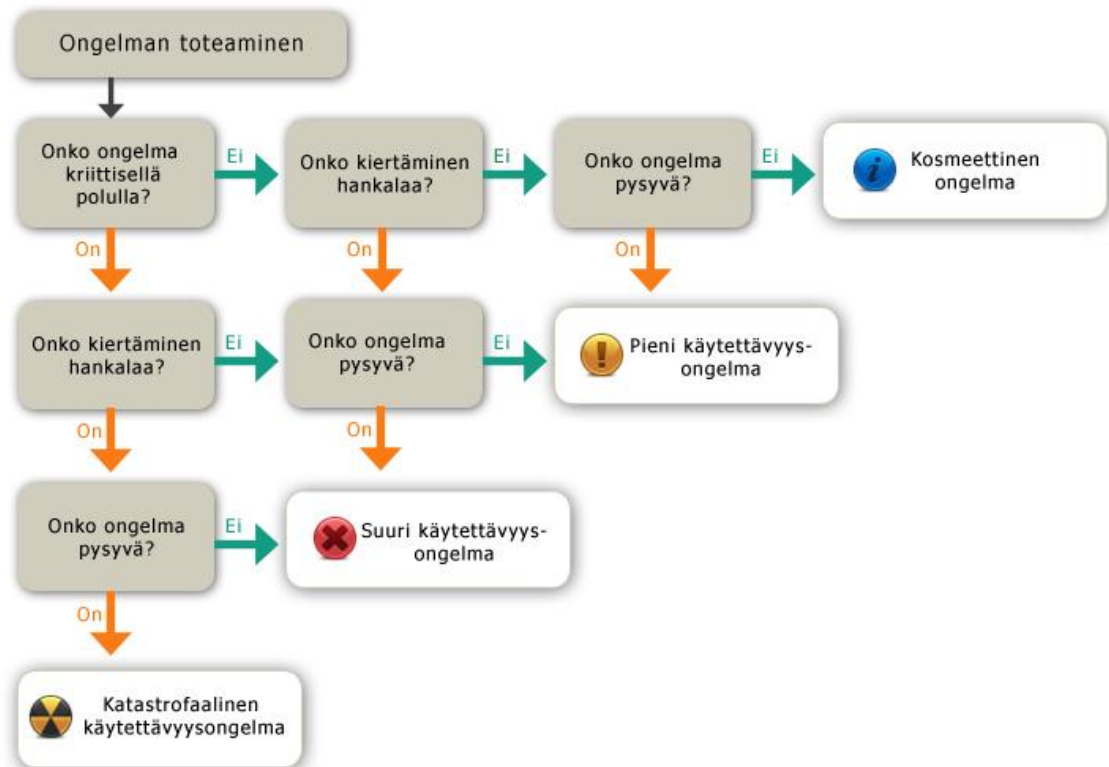 Ongelman toteaminen
Onko ongelma
kriittisellä
polulla?
Ei
Onko kiertäminen
hankalaa?
Ei
Onko ongelma
pysyvä?
Ei
Kosmeettinen
ongelma
On
On
On
Onko kiertäminen
hankalaa?
Ei
Onko ongelma
pysyvä?
Ei
Pieni käytettävyys-
ongelma
On
On
Onko ongelma
pysyvä?
Ei
Suuri käytettävyys-
ongelma
On
Katastrofaalinen
käytettävyysongelma